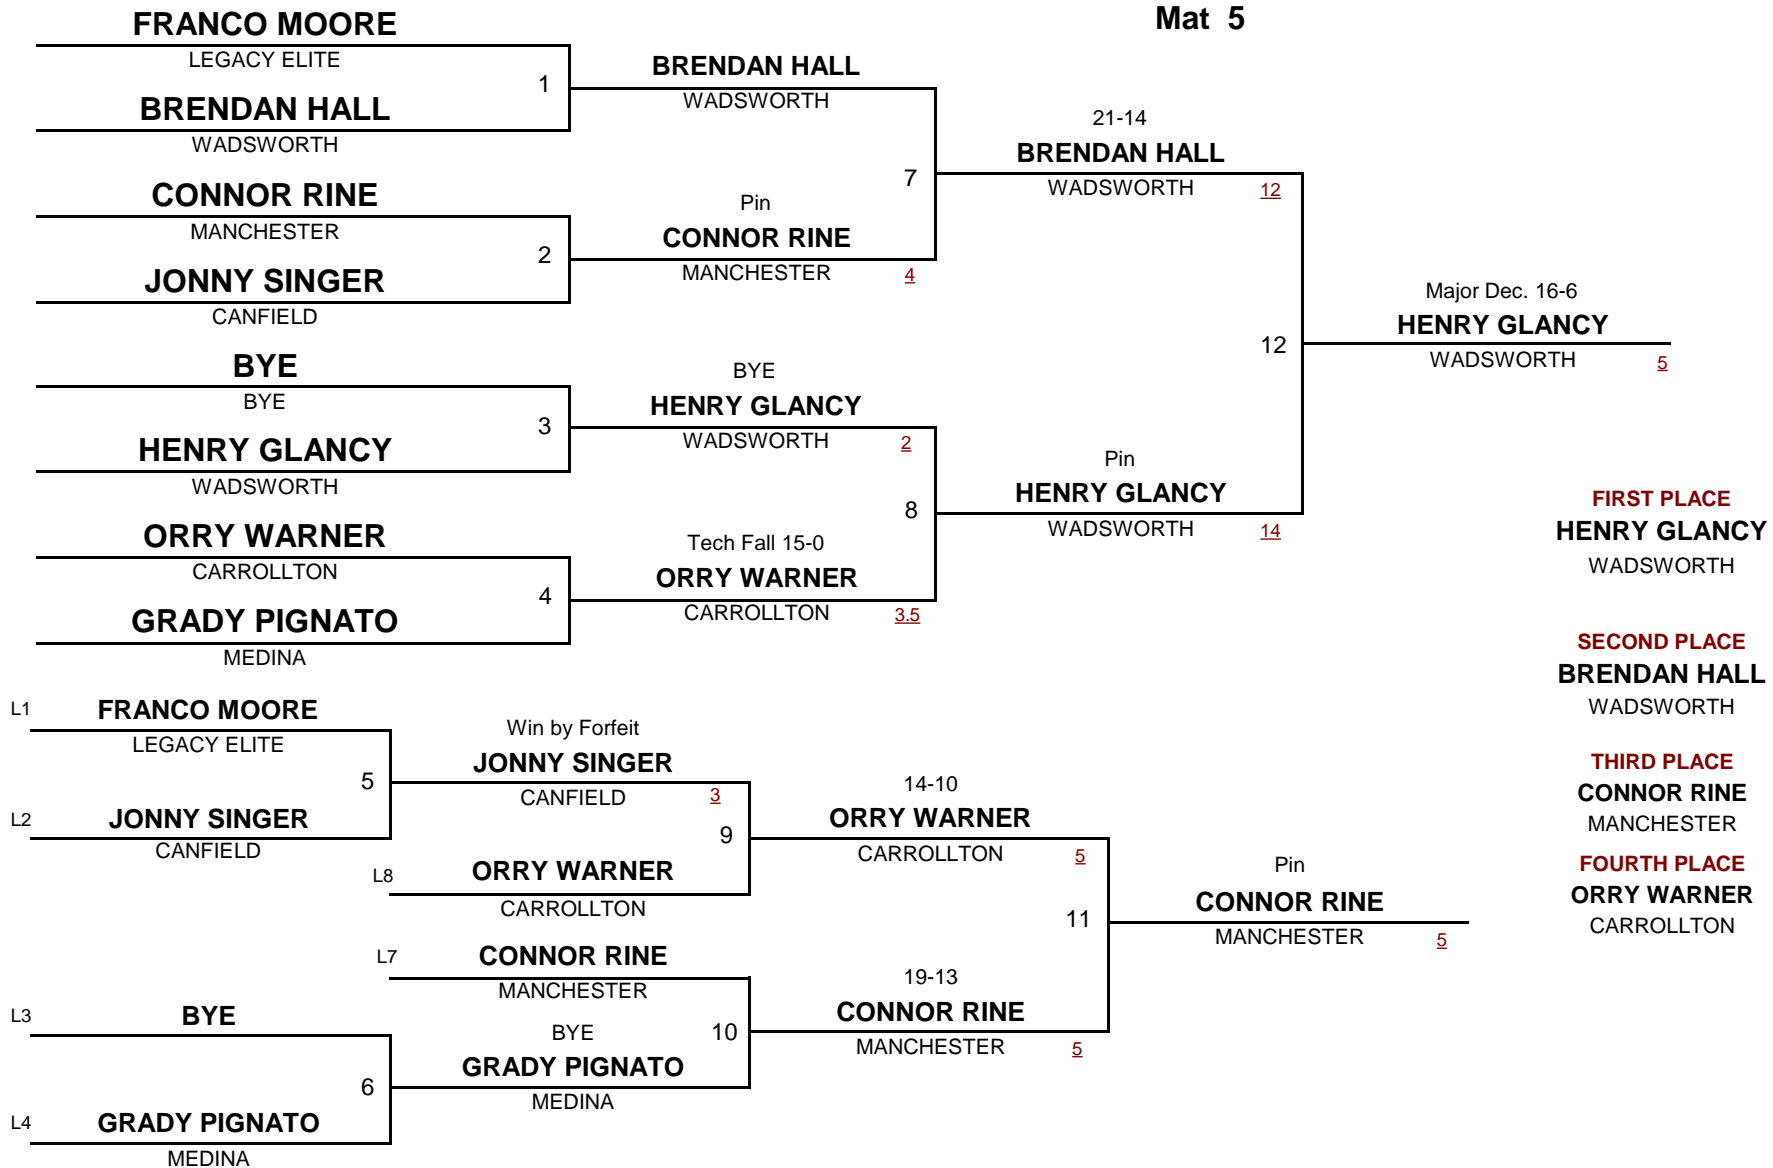 Mat 5
FRANCO MOORE
LEGACY ELITE
1
BRENDAN HALL
WADSWORTH
BRENDAN HALL
WADSWORTH
CONNOR RINE
MANCHESTER
2
JONNY SINGER
CANFIELD
Pin
CONNOR RINE
MANCHESTER
4
7
21-14
BRENDAN HALL
WADSWORTH
12
BYE
BYE
3
HENRY GLANCY
WADSWORTH
BYE
HENRY GLANCY
WADSWORTH
2
ORRY WARNER
CARROLLTON
4
GRADY PIGNATO
MEDINA
Tech Fall 15-0
ORRY WARNER
CARROLLTON
3.5
8
Pin
HENRY GLANCY
WADSWORTH
14
12
Major Dec. 16-6
HENRY GLANCY
WADSWORTH
5
FIRST PLACE
HENRY GLANCY
WADSWORTH
SECOND PLACE
BRENDAN HALL
WADSWORTH
THIRD PLACE
CONNOR RINE
MANCHESTER
FOURTH PLACE
ORRY WARNER
CARROLLTON
L1
FRANCO MOORE
LEGACY ELITE
5
L2
JONNY SINGER
CANFIELD
Win by Forfeit
JONNY SINGER
CANFIELD
3
9
L8
ORRY WARNER
CARROLLTON
14-10
ORRY WARNER
CARROLLTON
5
L7
CONNOR RINE
MANCHESTER
10
L3
BYE
6
L4
GRADY PIGNATO
MEDINA
BYE
GRADY PIGNATO
MEDINA
19-13
CONNOR RINE
MANCHESTER
5
11
Pin
CONNOR RINE
MANCHESTER
5